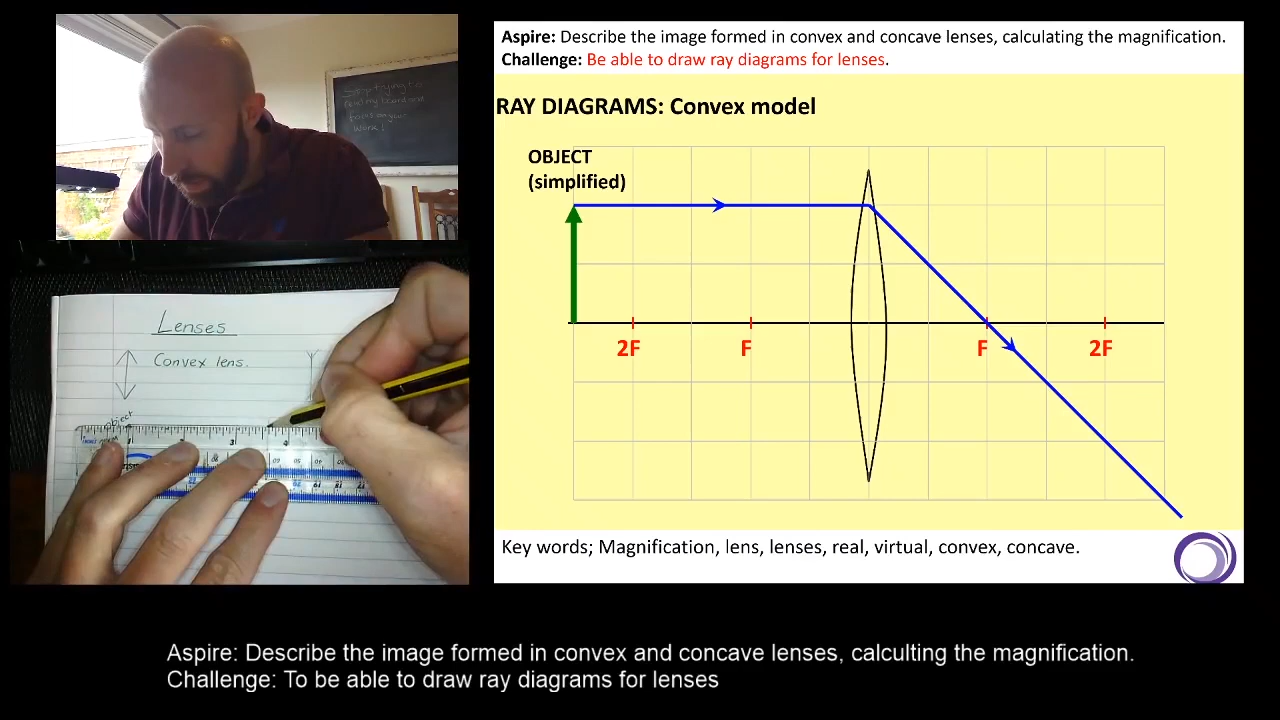 Aspire: Describe the image formed in convex and concave lenses, calculating the magnification.
Challenge: Be able to draw ray diagrams for lenses.
RAY DIAGRAMS: Convex model
OBJECT
(simplified)
2F
F
F
2F
Key words; Magnification, lens, lenses, real, virtual, convex, concave.
your
work!
Lenses
Convex lens.
object
Aspire: Describe the image formed in convex and concave lenses, calculting the magnification.
Challenge: To be able to draw ray diagrams for lenses